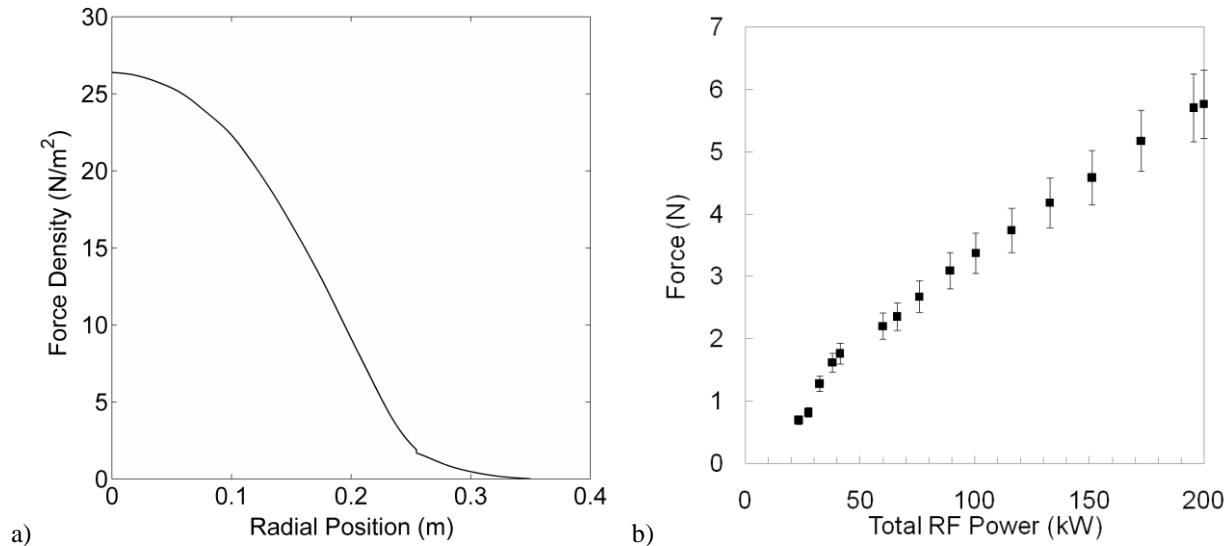 30
25
20
15
10
5
0
Force Density (N/m²)
0 0.1 0.2 0.3 0.4
Radial Position (m)
a)
7
6
5
4
3
2
1
0
Force (N)
0 50 100 150 200
Total RF Power (kW)
b)